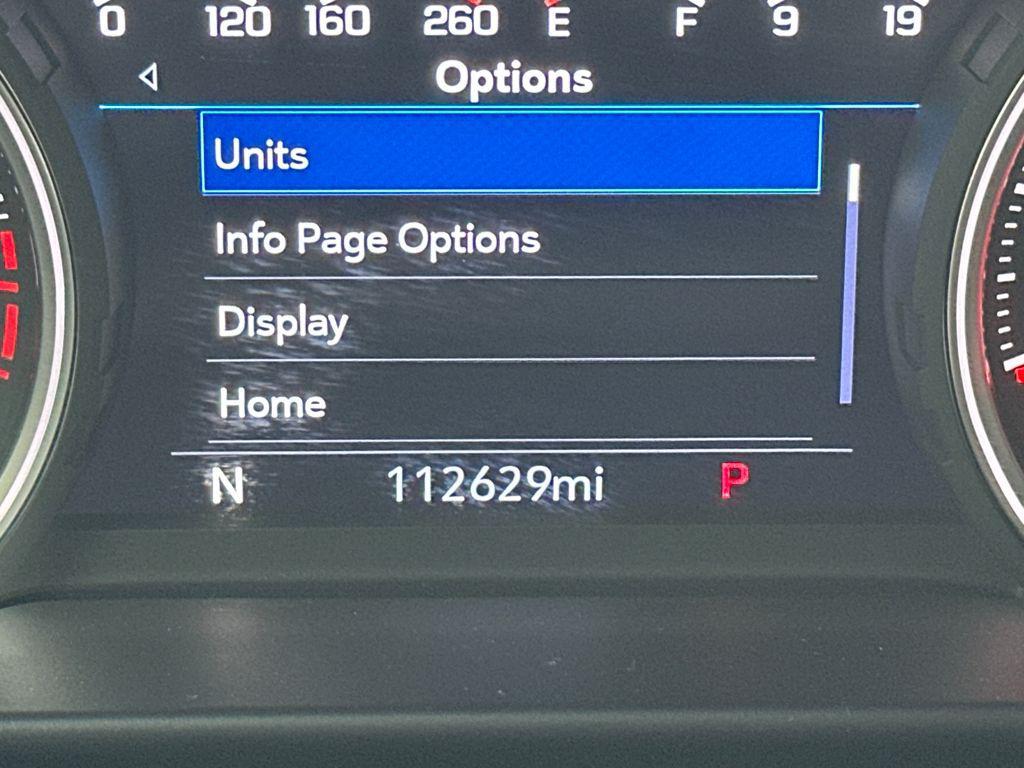 0 120 160 260 E F 9 19
Options
Units
Info Page Options
Display
Home
N 112629mi P